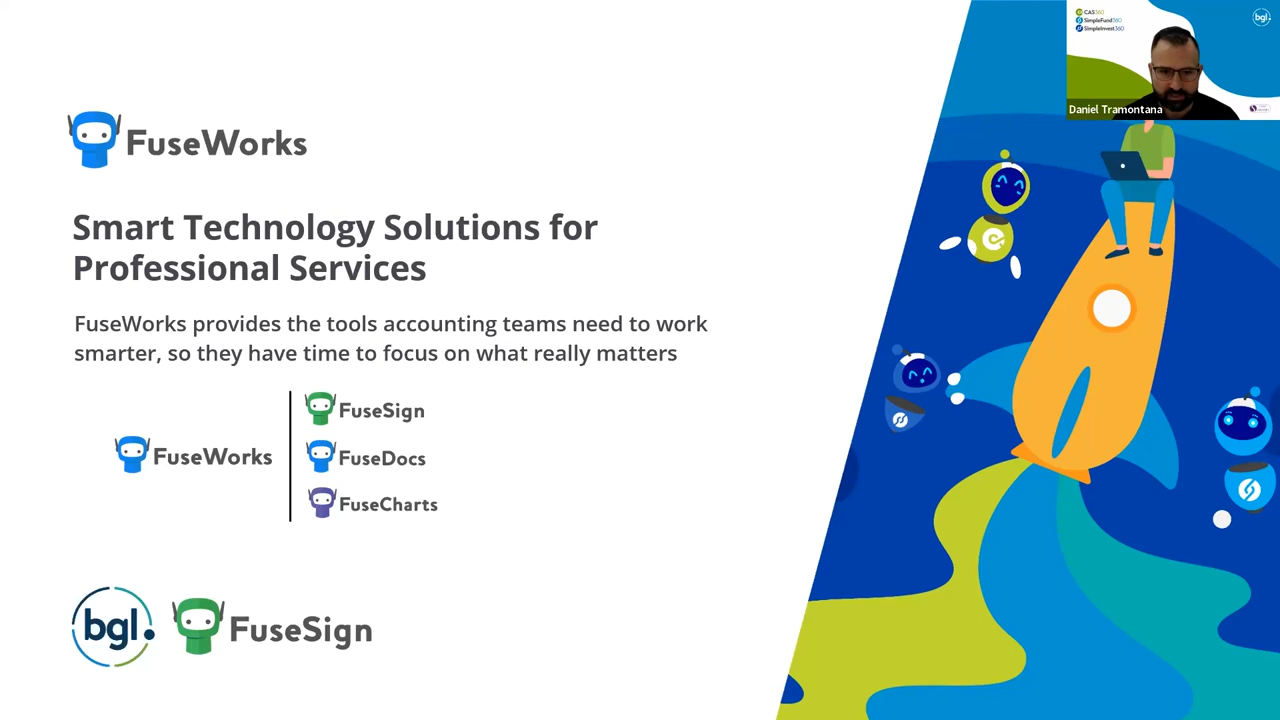 FuseWorks
Smart Technology Solutions for
Professional Services
FuseWorks provides the tools accounting teams need to work
smarter, so they have time to focus on what really matters
FuseWorks
FuseSign
FuseDocs
FuseCharts
bgl.
FuseSign
CAS360
SimpleFund360
SimpleInvest360
bgl.
Daniel Tramontana